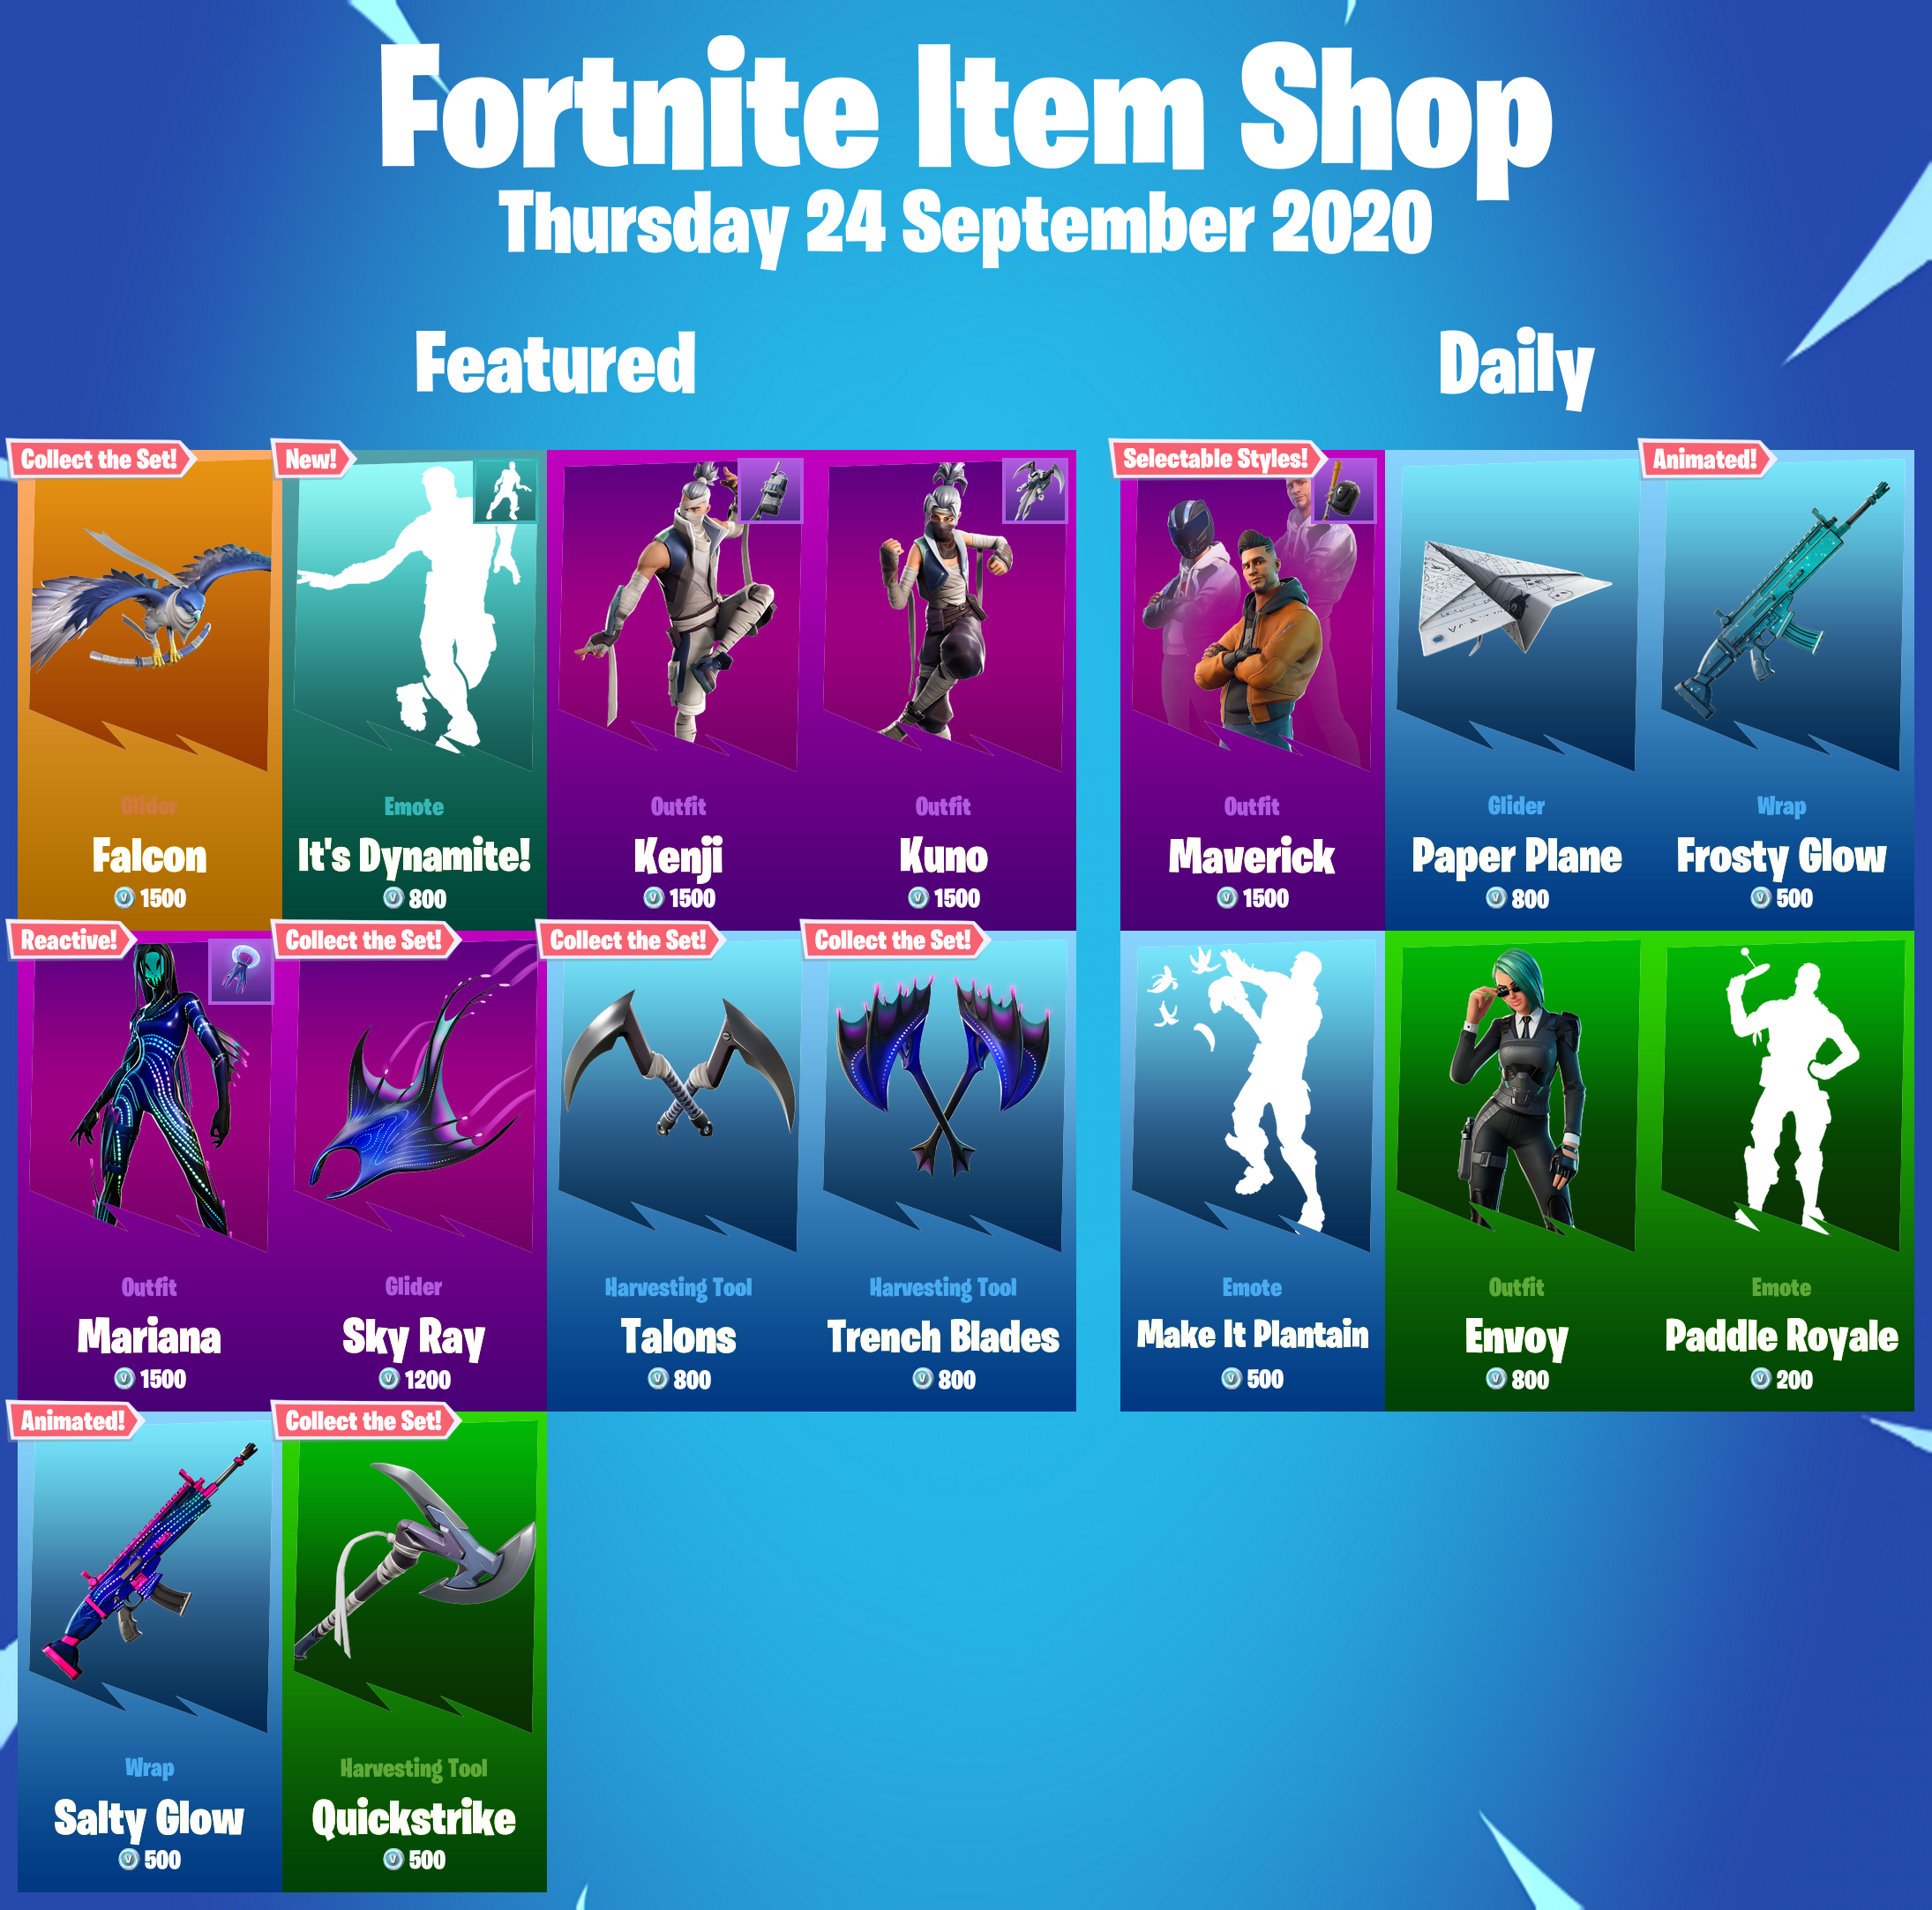 Fortnite Item Shop
Thursday 24 September 2020
Featured
Collect the Set!
Glider
Falcon
1500
New!
Emote
It's Dynamite!
800
Outfit
Kenji
1500
Outfit
Kuno
1500
Reactive!
Outfit
Mariana
1500
Collect the Set!
Glider
Sky Ray
1200
Collect the Set!
Harvesting Tool
Talons
800
Collect the Set!
Harvesting Tool
Trench Blades
800
Animated!
Wrap
Salty Glow
500
Collect the Set!
Harvesting Tool
Quickstrike
500
Daily
Selectable Styles!
Outfit
Maverick
1500
Glider
Paper Plane
800
Animated!
Wrap
Frosty Glow
500
Emote
Make It Plantain
500
Outfit
Envoy
800
Emote
Paddle Royale
200